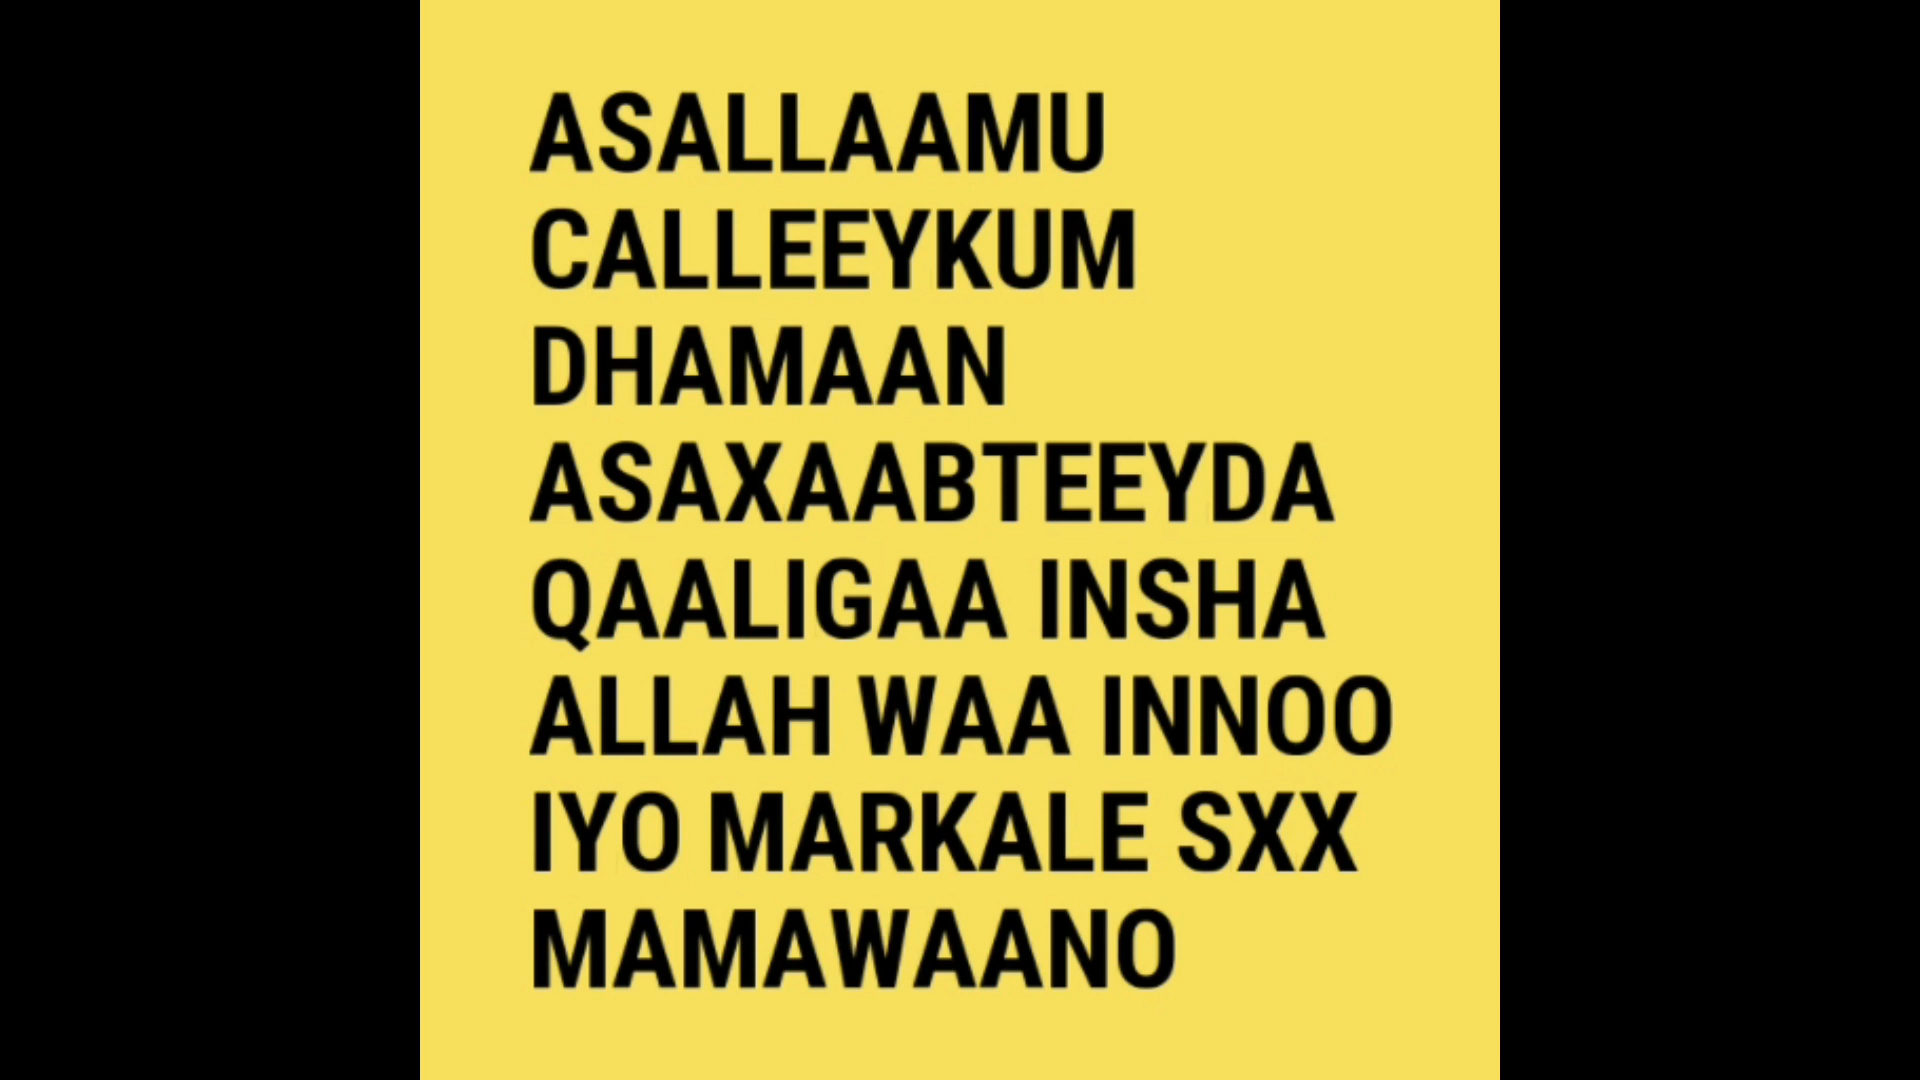 ASALLAAMU
CALLEEYKUM
DHAMAAN
ASAXAABTEEYDA
QAALIGAA INSHA
ALLAH WAA INNOO
IYO MARKALE SXX
MAMAWAANO